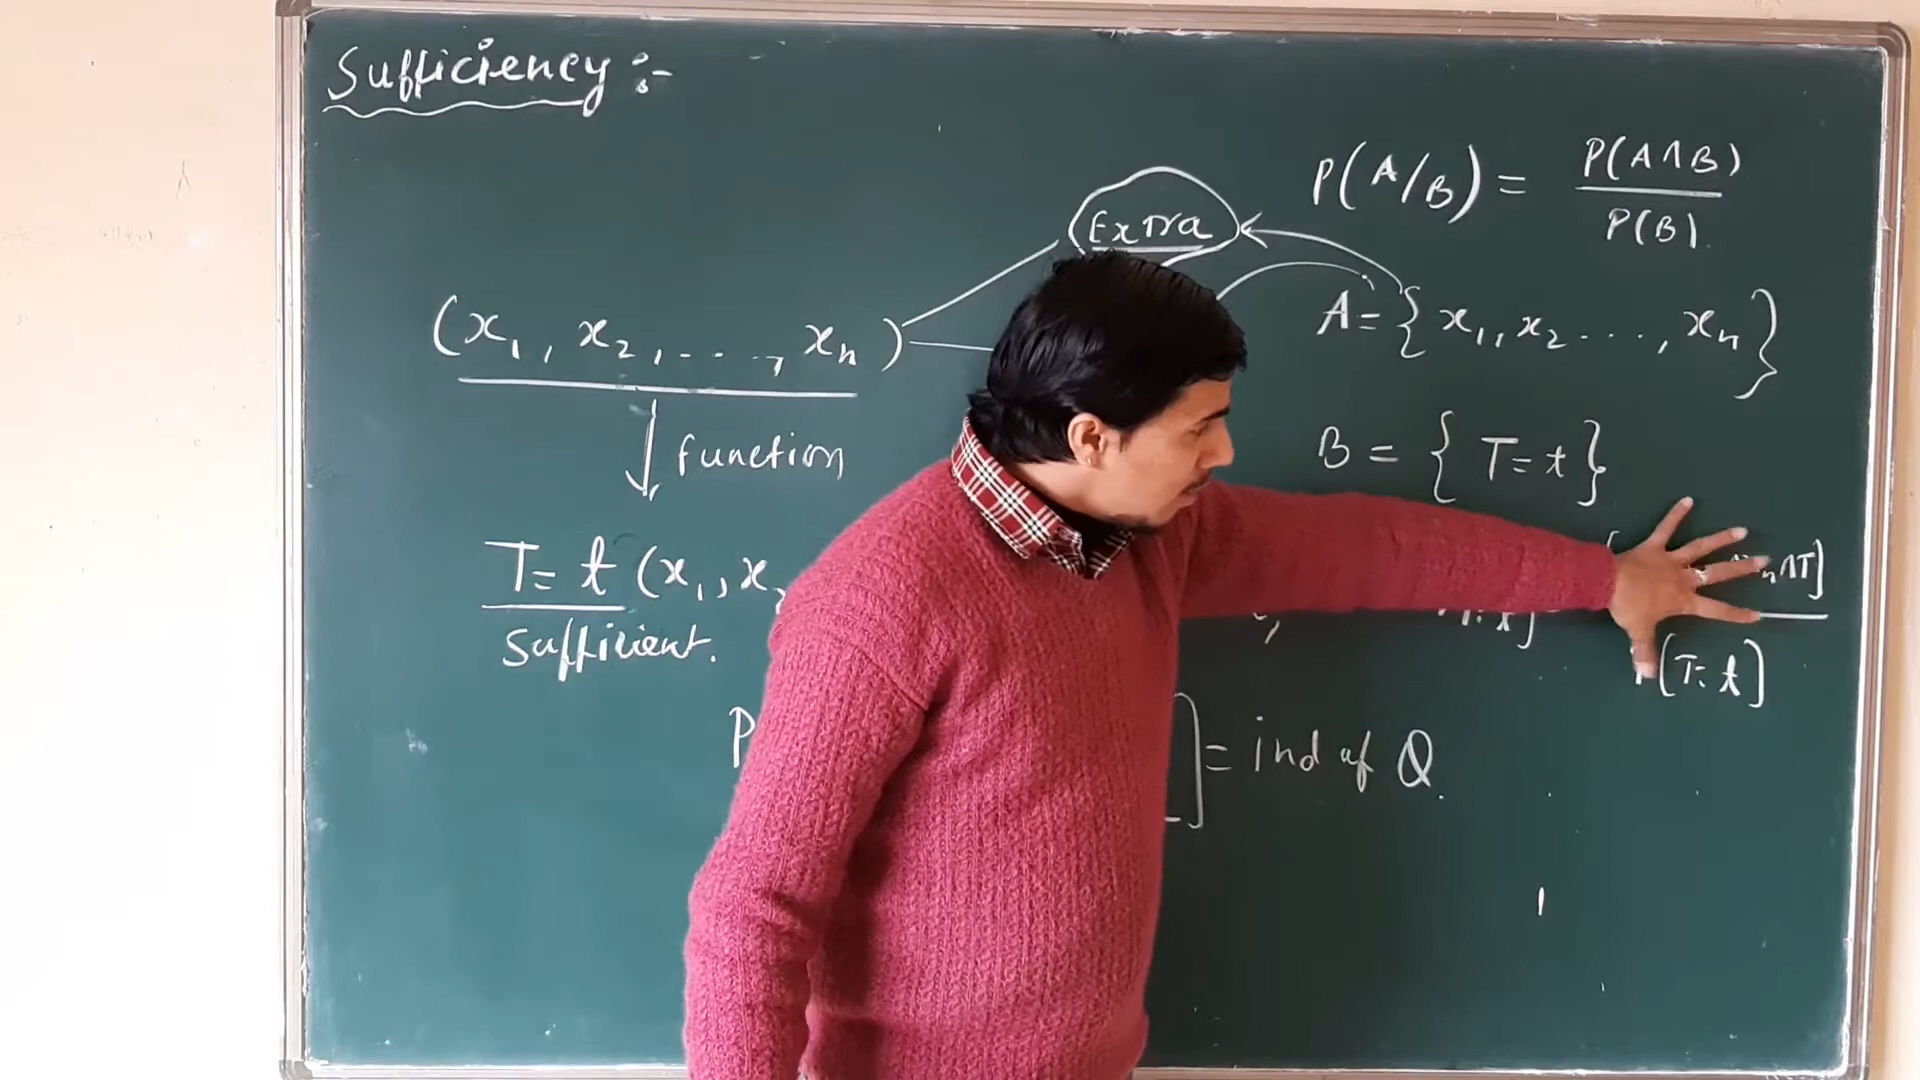 Sufficiency :-
P(A/B) = P(A∩B)
P(B).
Extra
A = {x₁, x₂ ..., xₙ}
(x₁, x₂, ..., xₙ)
function
B = {T = t}
T = t (x₁, x
ₙ∩T]
sufficient.
[T = t]
P
] = ind of Q.